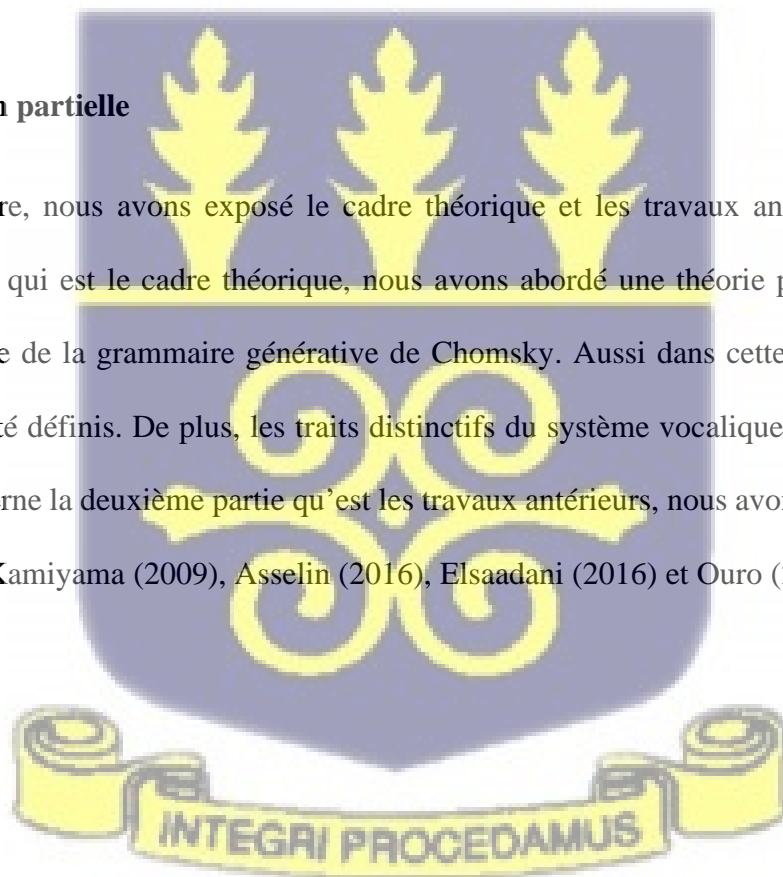 n partielle
re, nous avons exposé le cadre théorique et les travaux an
qui est le cadre théorique, nous avons abordé une théorie p
e de la grammaire générative de Chomsky. Aussi dans cette
té définis. De plus, les traits distinctifs du système vocalique
erne la deuxième partie qu’est les travaux antérieurs, nous avon
Kamiyama (2009), Asselin (2016), Elsaadani (2016) et Ouro (
INTEGRI PROCEDAMUS